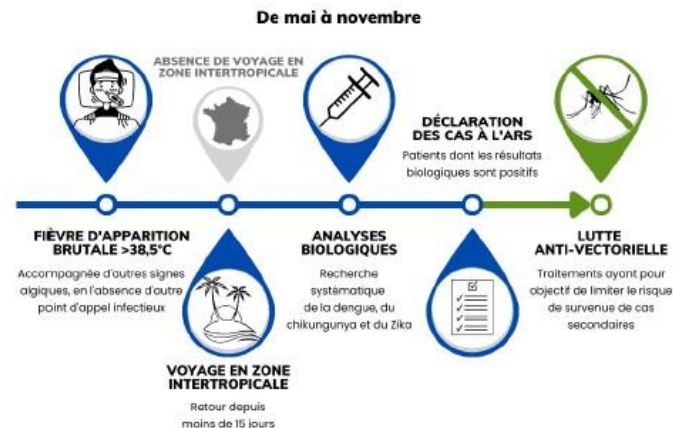 De mai à novembre
ABSENCE DE VOYAGE EN
ZONE INTERTROPICALE
DÉCLARATION
DES CAS À L'ARS
Patients dont les résultats
biologiques sont positifs
FIÈVRE D'APPARITION
BRUTALE >38,5°C
Accompagnée d'autres signes
algiques, en l'absence d'autre
point d'appel infectieux
ANALYSES
BIOLOGIQUES
Recherche
systématique
de la dengue, du
chikungunya et du Zika
LUTTE
ANTI-VECTORIELLE
Traitements ayant pour
objectif de limiter le risque
de survenue de cas
secondaires
VOYAGE EN ZONE
INTERTROPICALE
Retour depuis
moins de 15 jours